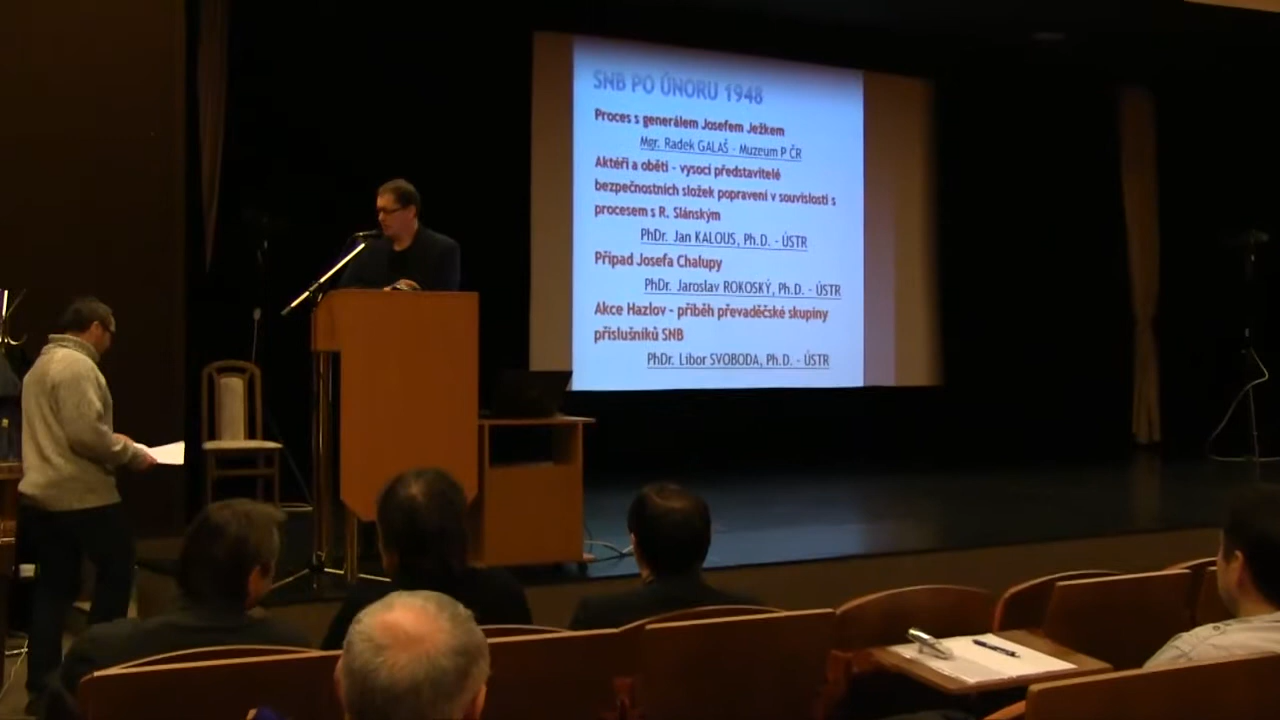 SNB PO ÚNORU 1948
Proces s generálem Josefem Ježkem
Mgr. Radek GALAŠ - Muzeum P ČR
Aktéři a oběti - vysocí představitelé
bezpečnostních složek popravení v souvislosti s
procesem s R. Slánským
PhDr. Jan KALOUS, Ph.D. - ÚSTR
Případ Josefa Chalupy
PhDr. Jaroslav ROKOSKÝ, Ph.D. - ÚSTR
Akce Hazlov - příběh převaděčské skupiny
příslušníků SNB
PhDr. Libor SVOBODA, Ph.D. - ÚSTR